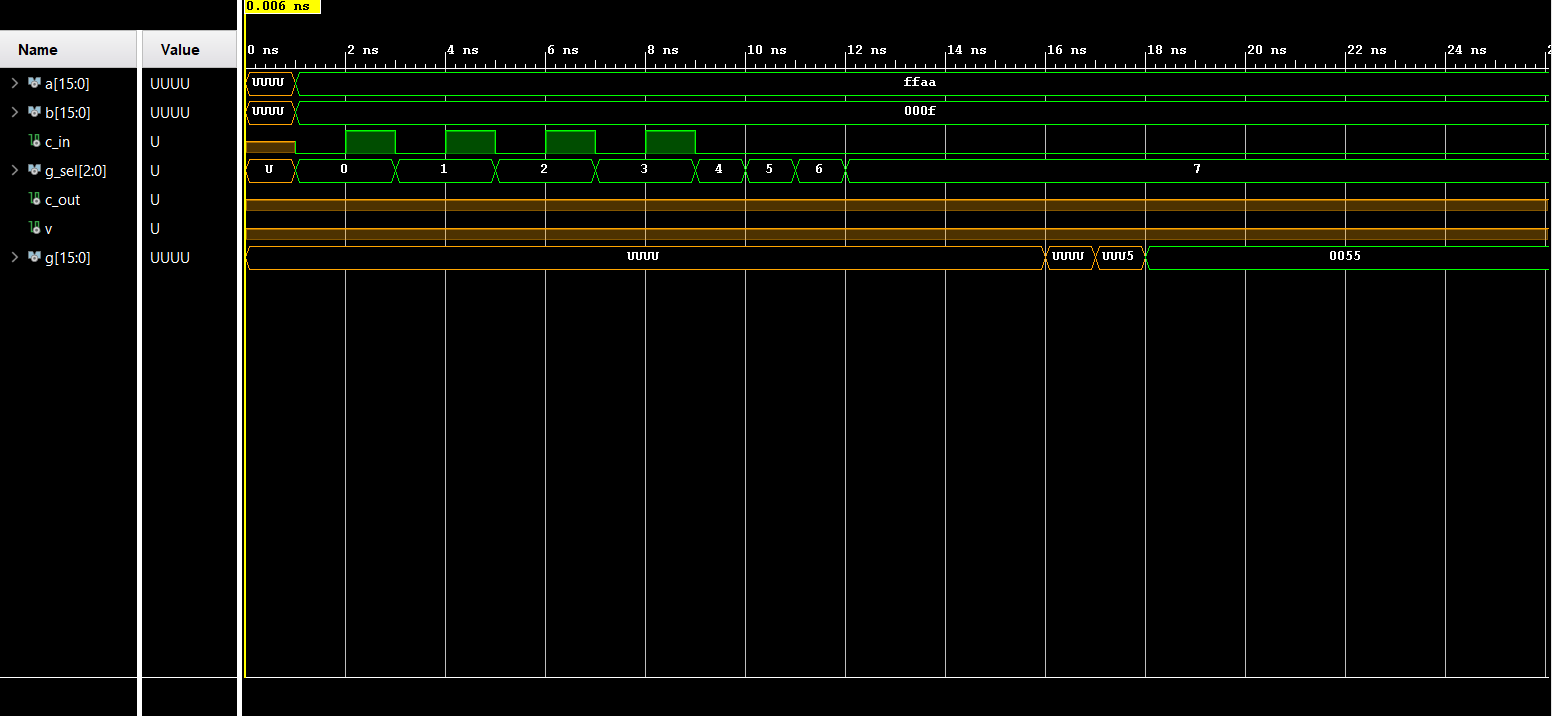 0.006 ns
Name Value
0 ns 2 ns 4 ns 6 ns 8 ns 10 ns 12 ns 14 ns 16 ns 18 ns 20 ns 22 ns 24 ns 2
a[15:0] UUUU UUUU ffaa
b[15:0] UUUU UUUU 000f
c_in U
g_sel[2:0] U U 0 1 2 3 4 5 6 7
c_out U
v U
g[15:0] UUUU UUUU UUUU UUU5 0055